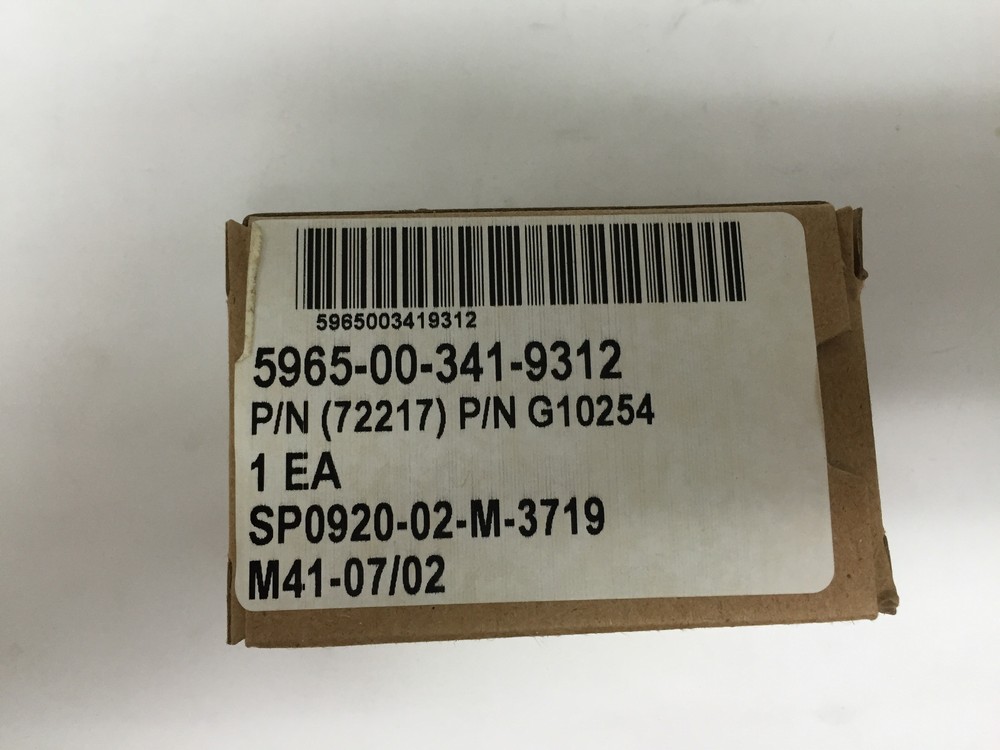 5965003419312
5965-00-341-9312
P/N (72217) P/N G10254
1 EA
SP0920-02-M-3719
M41-07/02